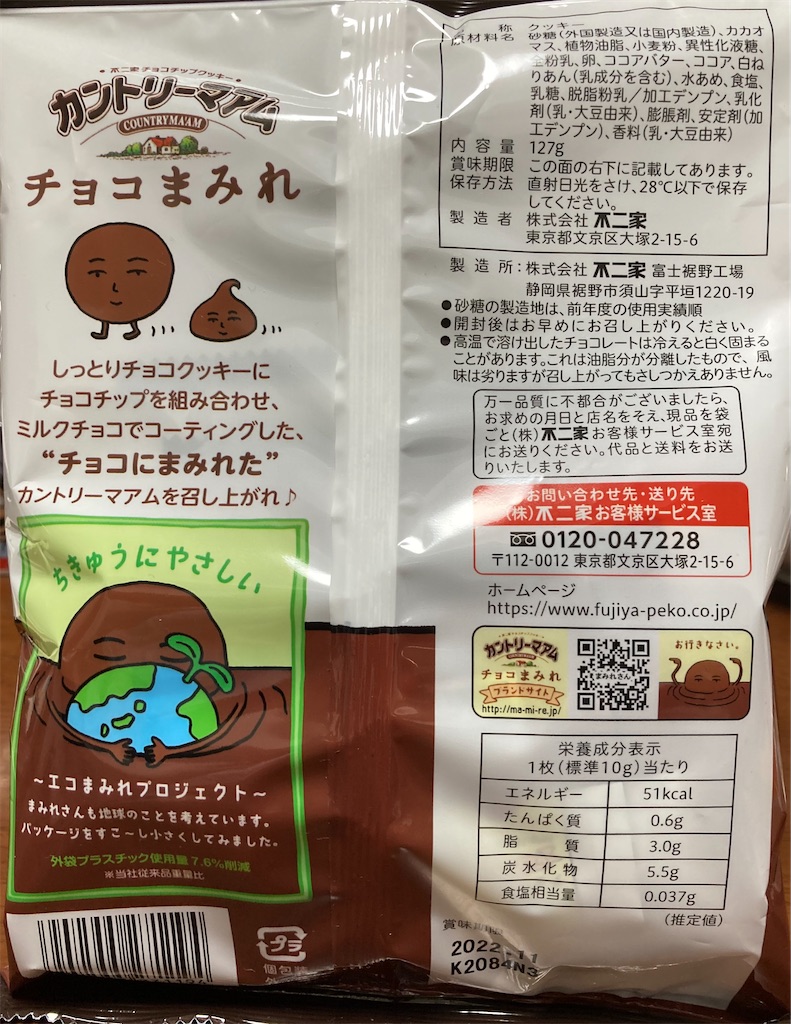 不二家 チョコチップクッキー
カントリーマアム
COUNTRY MA'AM
チョコまみれ
しっとりチョコクッキーに
チョコチップを組み合わせ、
ミルクチョコでコーティングした、
“チョコにまみれた”
カントリーマアムを召し上がれ♪
ちきゅうにやさしい
～エコまみれプロジェクト～
まみれさんも地球のことを考えています。
パッケージをすこ～し小さくしてみました。
外袋プラスチック使用量7.6%削減
※当社従来品重量比
プラ
個包装
称 クッキー
原材料名 砂糖(外国製造又は国内製造)、カカオ
マス、植物油脂、小麦粉、異性化液糖、
全粉乳、卵、ココアバター、ココア、白ね
りあん(乳成分を含む)、水あめ、食塩、
乳糖、脱脂粉乳／加工デンプン、乳化
剤(乳・大豆由来)、膨脹剤、安定剤(加
工デンプン)、香料(乳・大豆由来)
内容量 127g
賞味期限 この面の右下に記載してあります。
保存方法 直射日光をさけ、28℃以下で保存
してください。
製造者 株式会社 不二家
東京都文京区大塚2-15-6
製造所:株式会社 不二家 富士裾野工場
静岡県裾野市須山字平垣1220-19
●砂糖の製造地は、前年度の使用実績順
●開封後はお早めにお召し上がりください。
●高温で溶け出したチョコレートは冷えると白く固まる
ことがあります。これは油脂分が分離したもので、風
味は劣りますが召し上がってもさしつかえありません。
万一品質に不都合がございましたら、
お求めの月日と店名をそえ、現品を袋
ごと(株)不二家お客様サービス室宛
にお送りください。代品と送料をお送
りいたします。
お問い合わせ先・送り先
(株)不二家お客様サービス室
0120-047228
〒112-0012 東京都文京区大塚2-15-6
ホームページ
https://www.fujiya-peko.co.jp/
カントリーマアム
チョコまみれ
ブランドサイト
http://ma-mi-re.jp/
まみれさん
お行きなさい。
栄養成分表示
1枚(標準10g)当たり
エネルギー 51kcal
たんぱく質 0.6g
脂質 3.0g
炭水化物 5.5g
食塩相当量 0.037g
(推定値)
賞味期限
2022.11
K2084N3